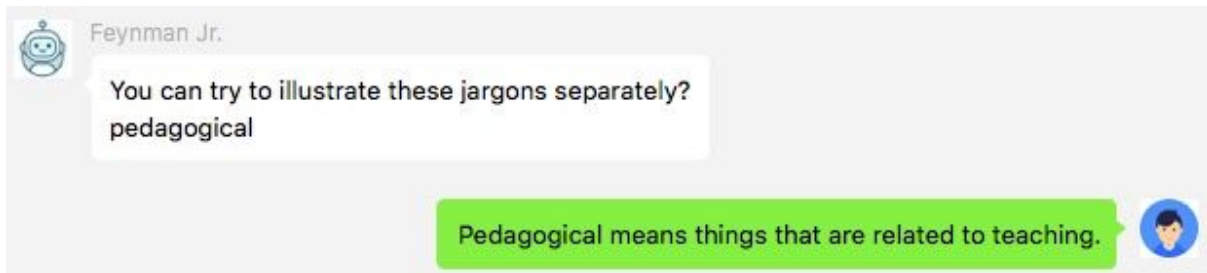 Feynman Jr.
You can try to illustrate these jargons separately?
pedagogical
Pedagogical means things that are related to teaching.